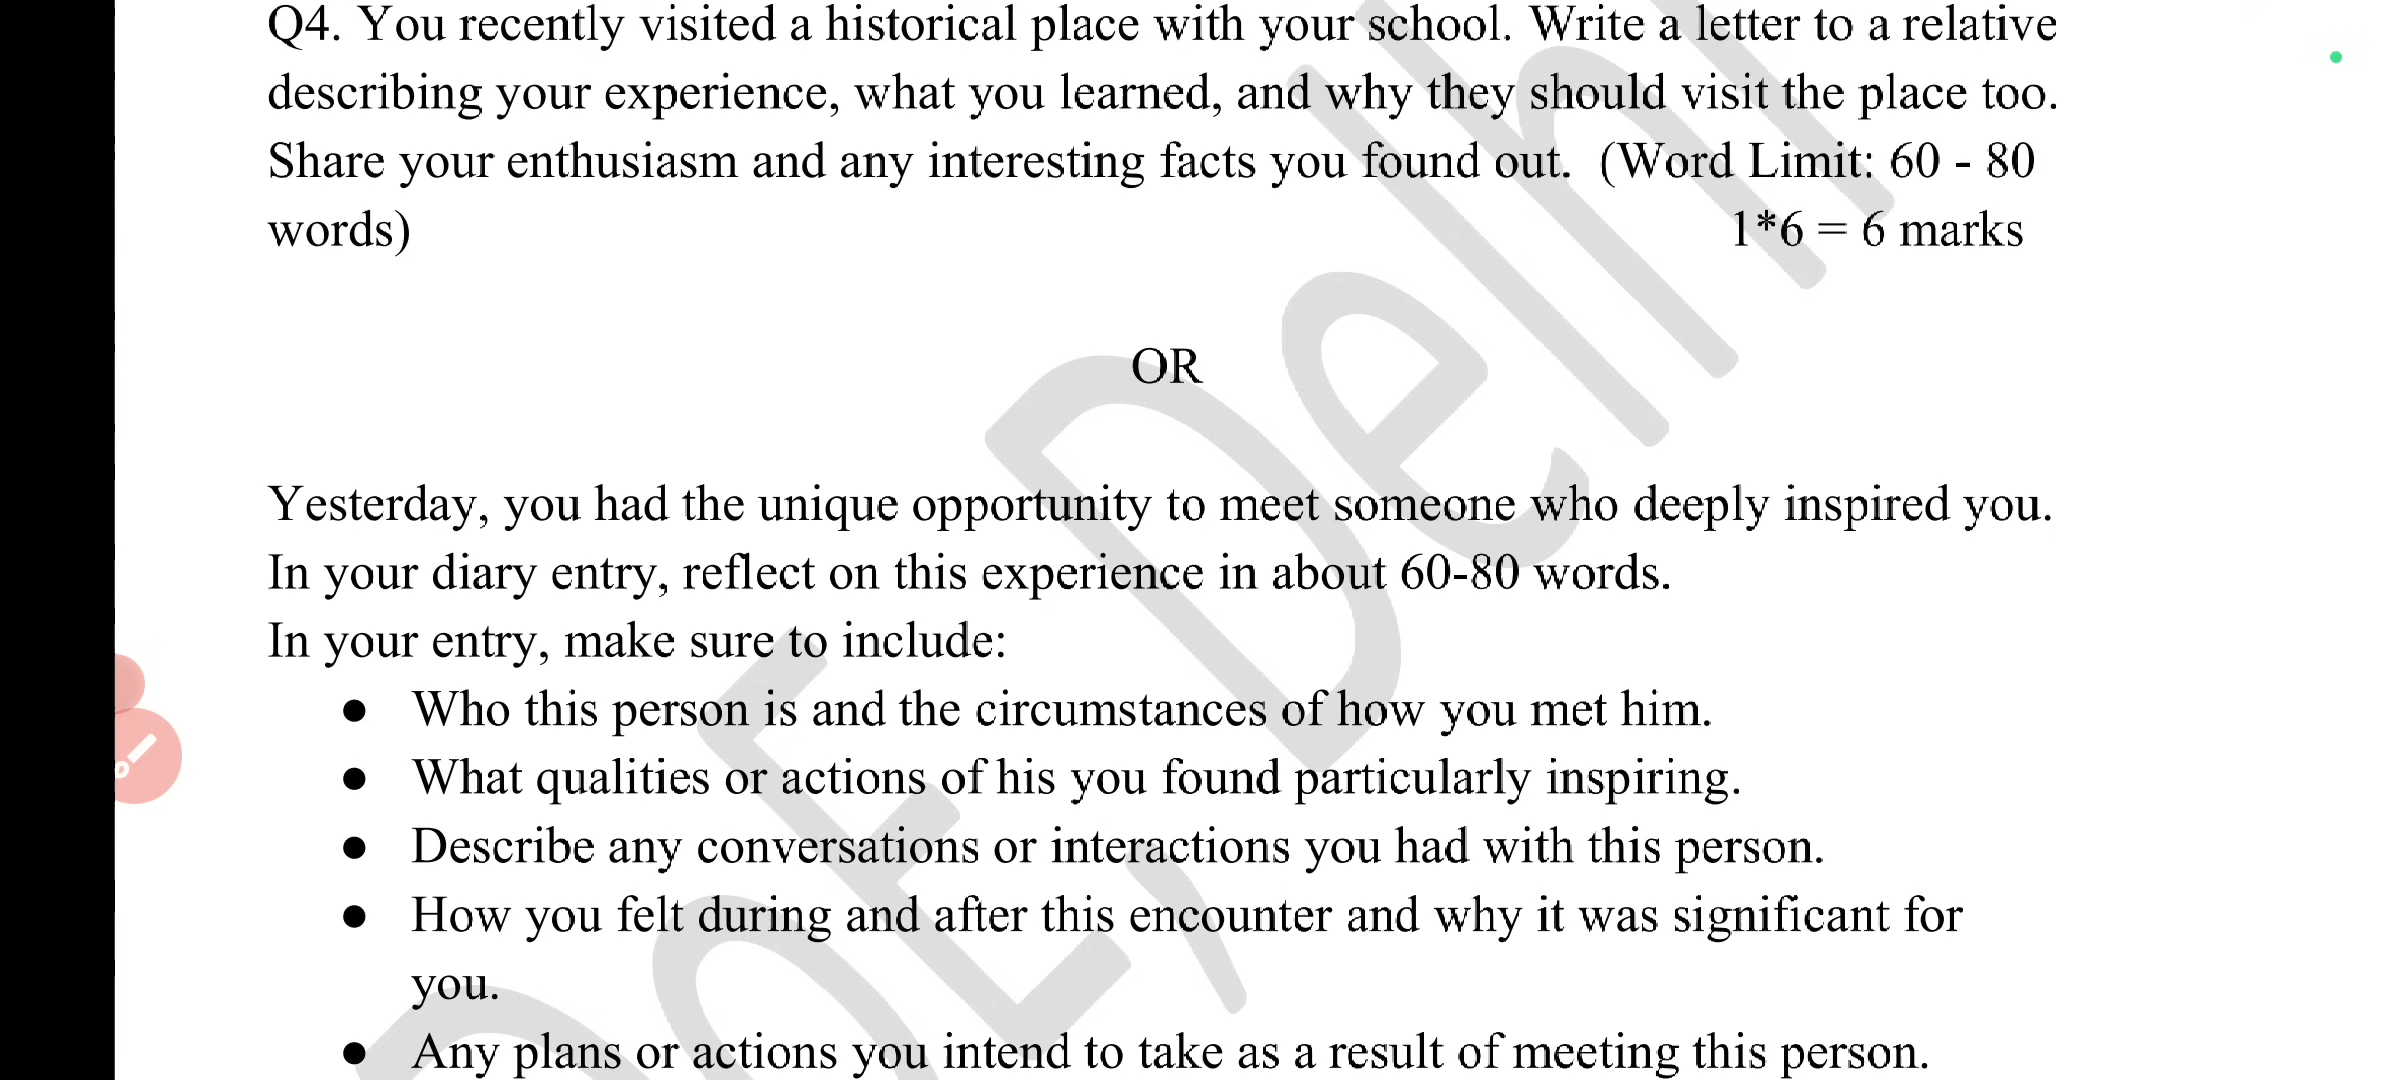 Q4. You recently visited a historical place with your school. Write a letter to a relative
describing your experience, what you learned, and why they should visit the place too.
Share your enthusiasm and any interesting facts you found out.  (Word Limit: 60 - 80
words) 1*6 = 6 marks
OR
Yesterday, you had the unique opportunity to meet someone who deeply inspired you.
In your diary entry, reflect on this experience in about 60-80 words.
In your entry, make sure to include:
● Who this person is and the circumstances of how you met him.
● What qualities or actions of his you found particularly inspiring.
● Describe any conversations or interactions you had with this person.
● How you felt during and after this encounter and why it was significant for
you.
● Any plans or actions you intend to take as a result of meeting this person.
DoE, Delhi